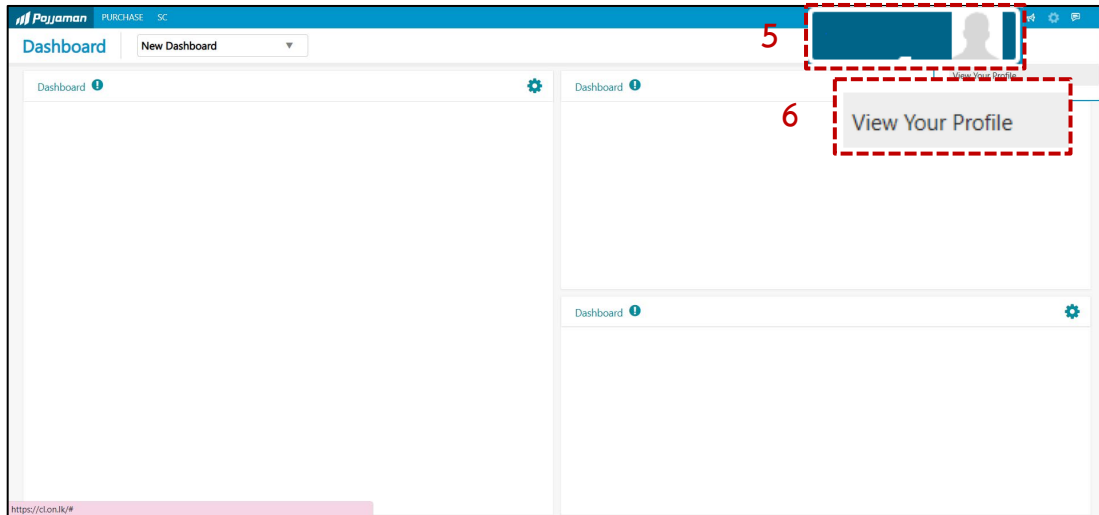 Pojjaman PURCHASE SC
5
Dashboard New Dashboard
View Your Profile
Dashboard
Dashboard
6
View Your Profile
Dashboard
https://cl.on.lk/#